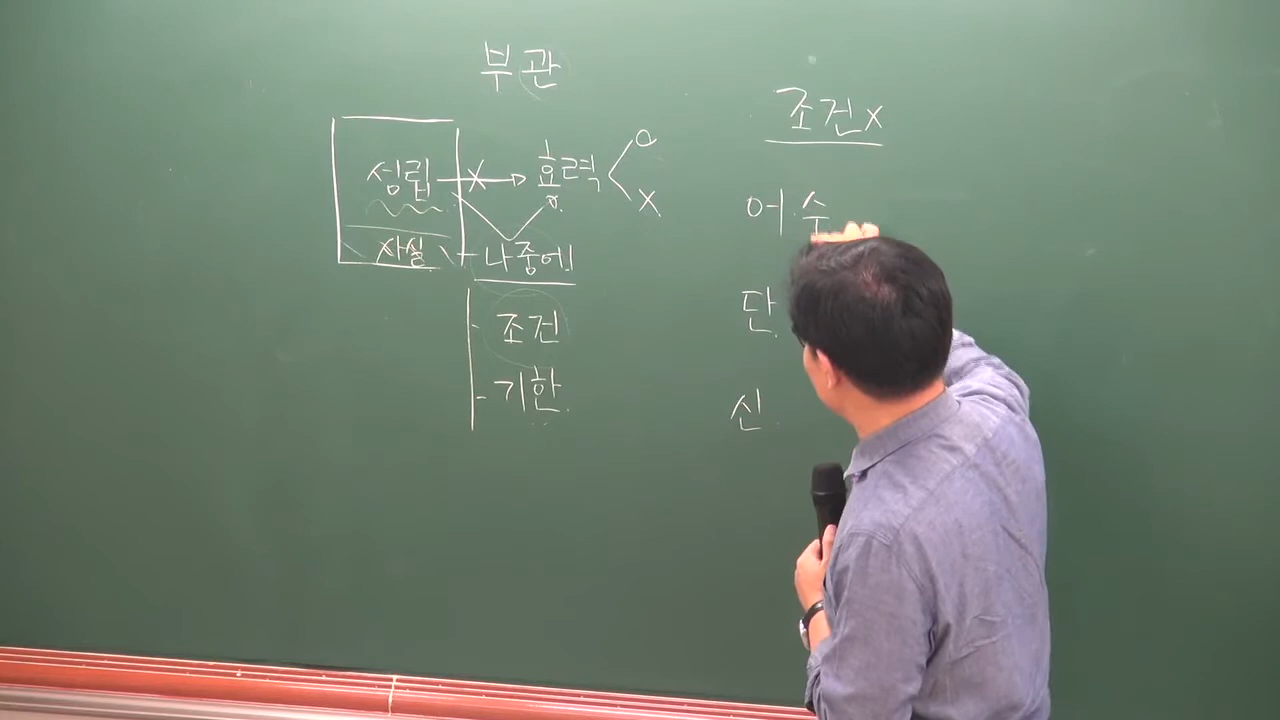 부관
성립 → 효력 < O X
사실 나중에!
- 조건
- 기한
조건 X
어.수
단.
신.